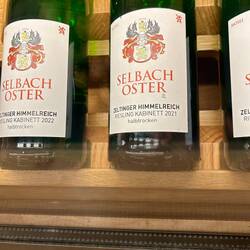 SELBACH
OSTER
ZELTINGER HIMMELREICH
RIESLING KABINETT 2022
halbtrocken
SELBACH
OSTER
ZELTINGER HIMMELREICH
RIESLING KABINETT 2021
halbtrocken